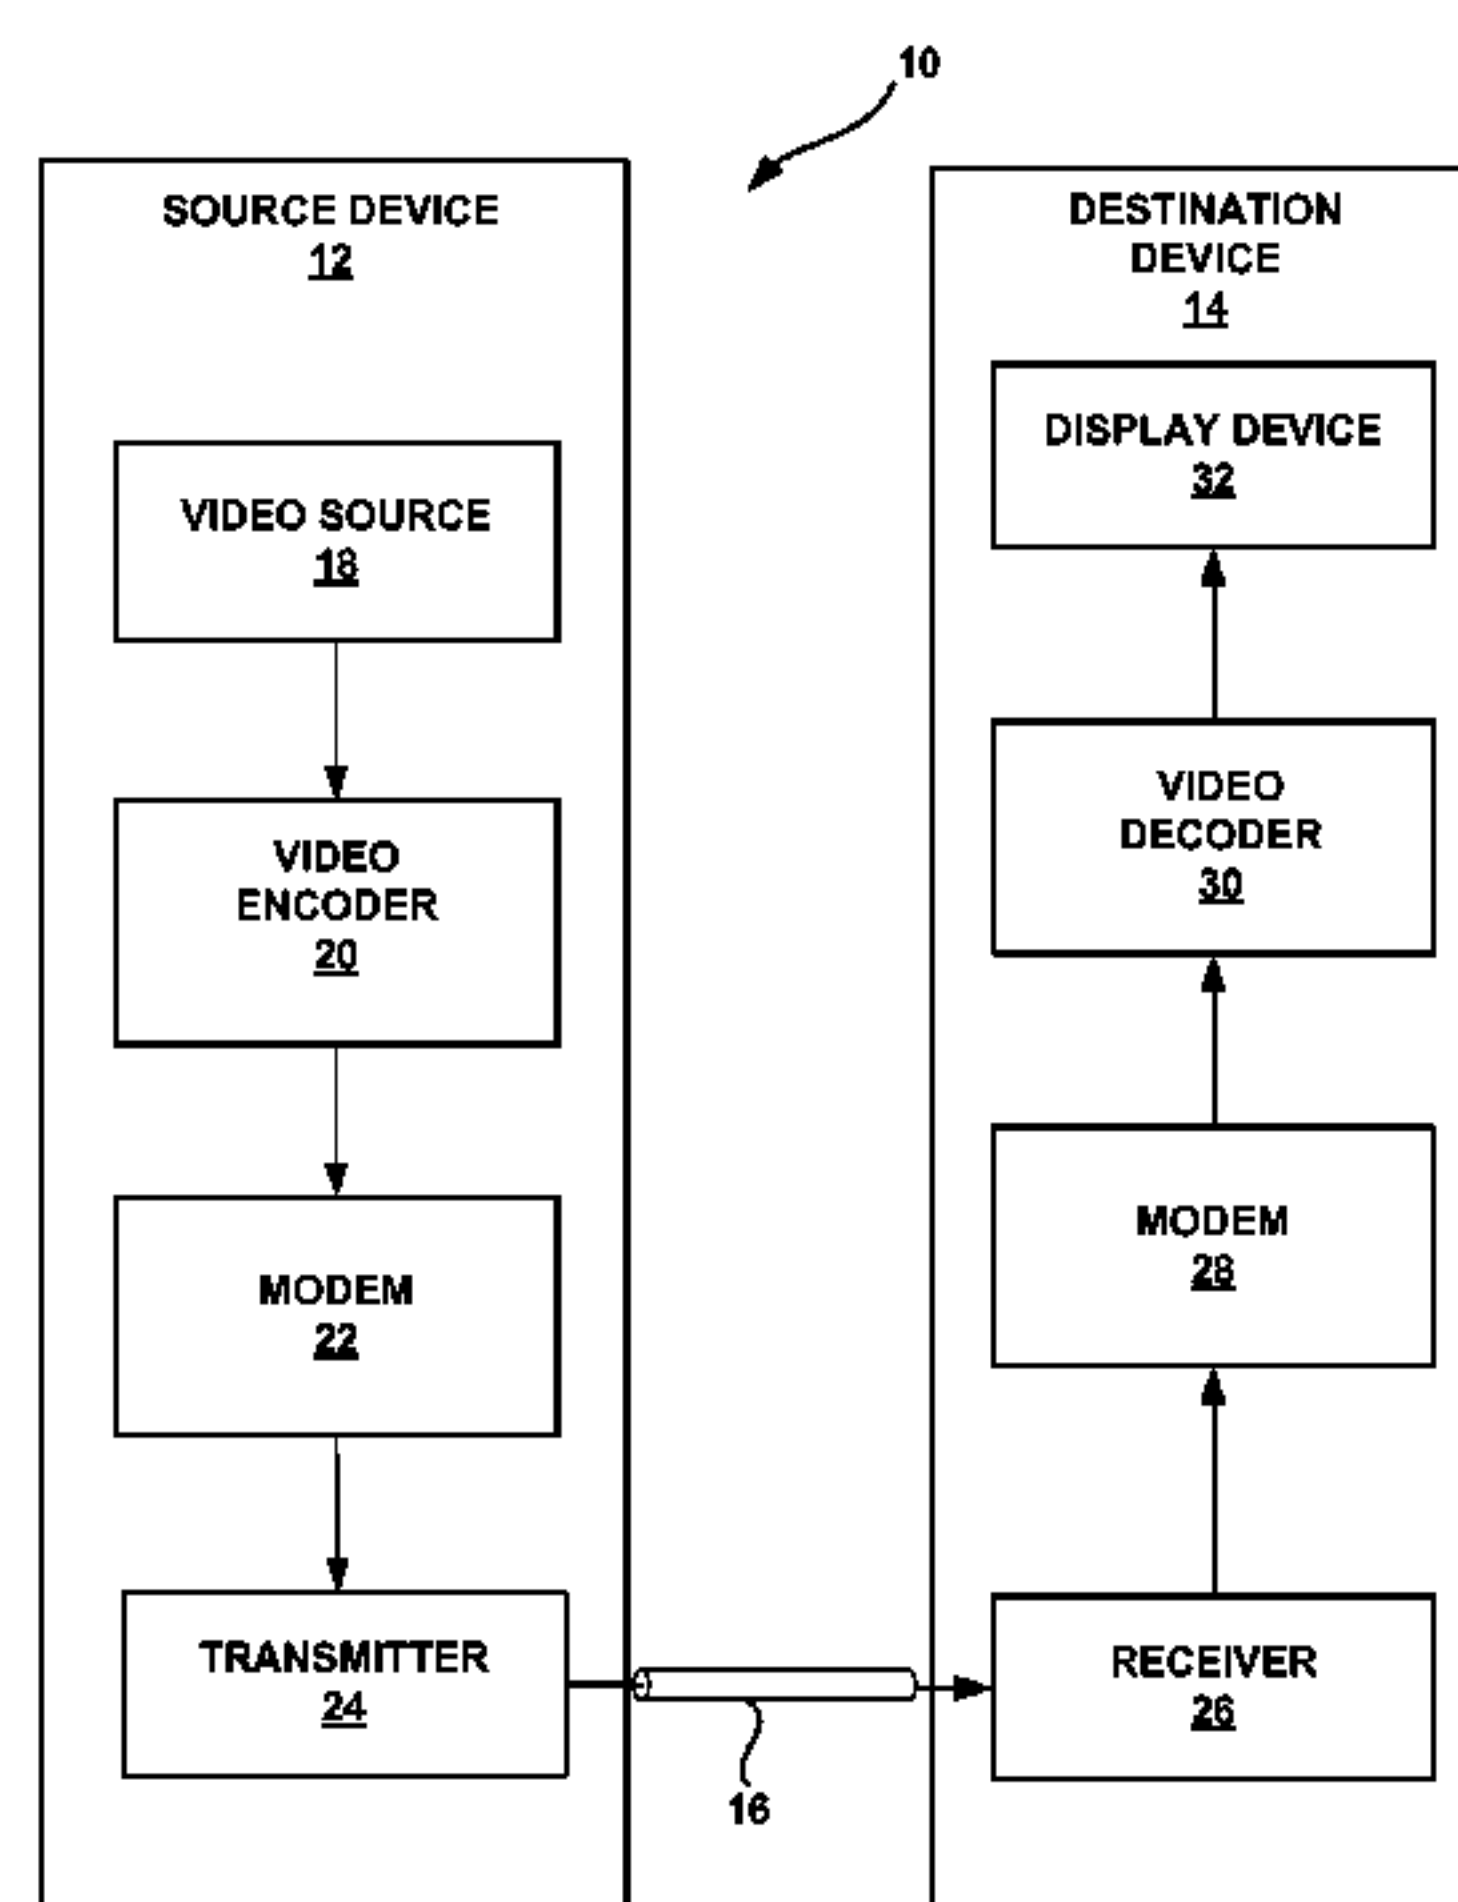 10
SOURCE DEVICE
12
VIDEO SOURCE
18
VIDEO
ENCODER
20
MODEM
22
TRANSMITTER
24
16
DESTINATION
DEVICE
14
DISPLAY DEVICE
32
VIDEO
DECODER
30
MODEM
28
RECEIVER
26